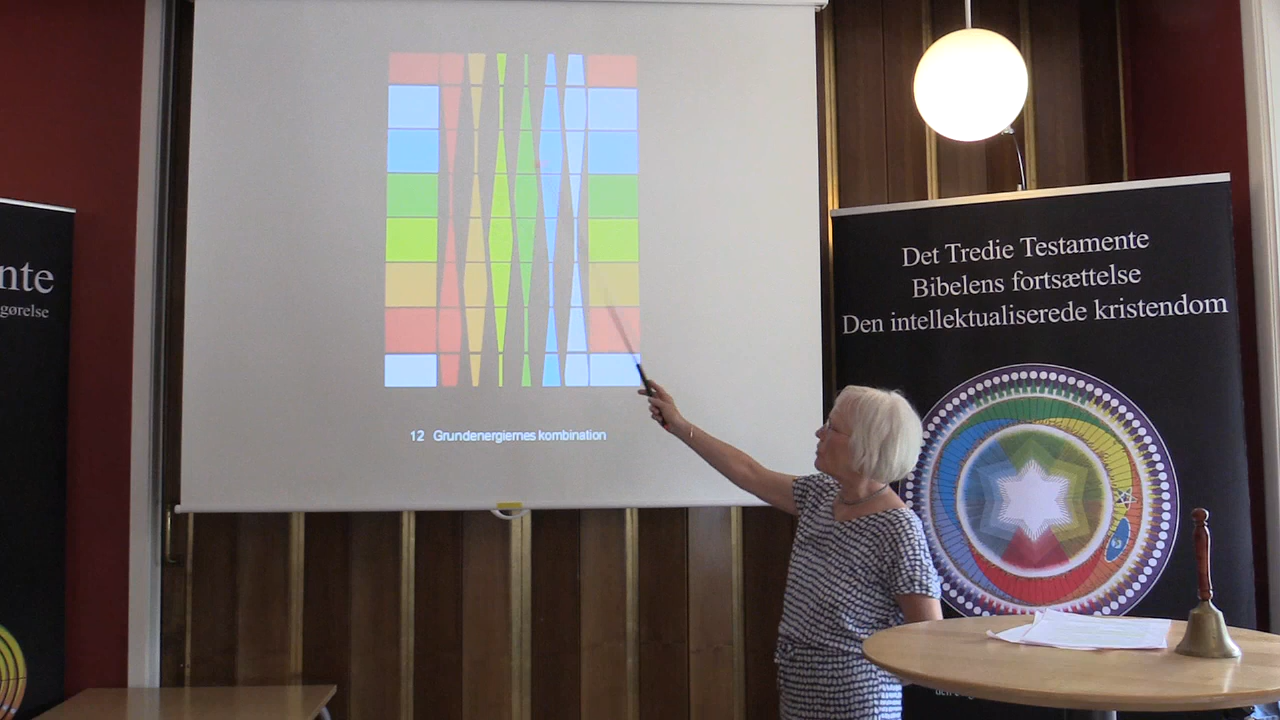 nte
gørelse
12 Grundenergiernes kombination
Det Tredie Testamente
Bibelens fortsættelse
Den intellektualiserede kristendom